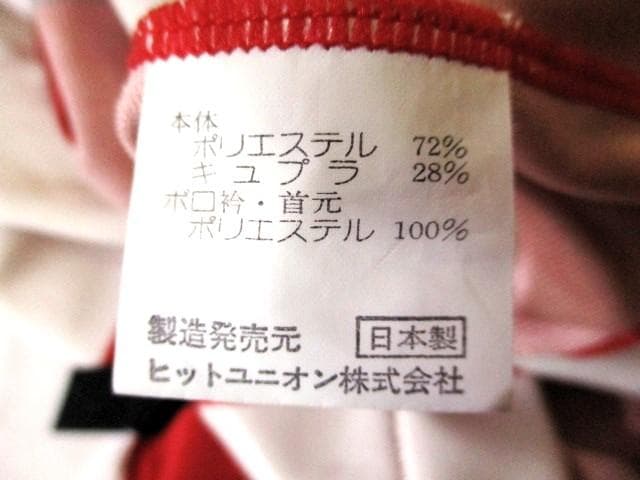 本体
ポリエステル 72%
キュプラ 28%
ポロ衿・首元
ポリエステル 100%
製造発売元 日本製
ヒットユニオン株式会社